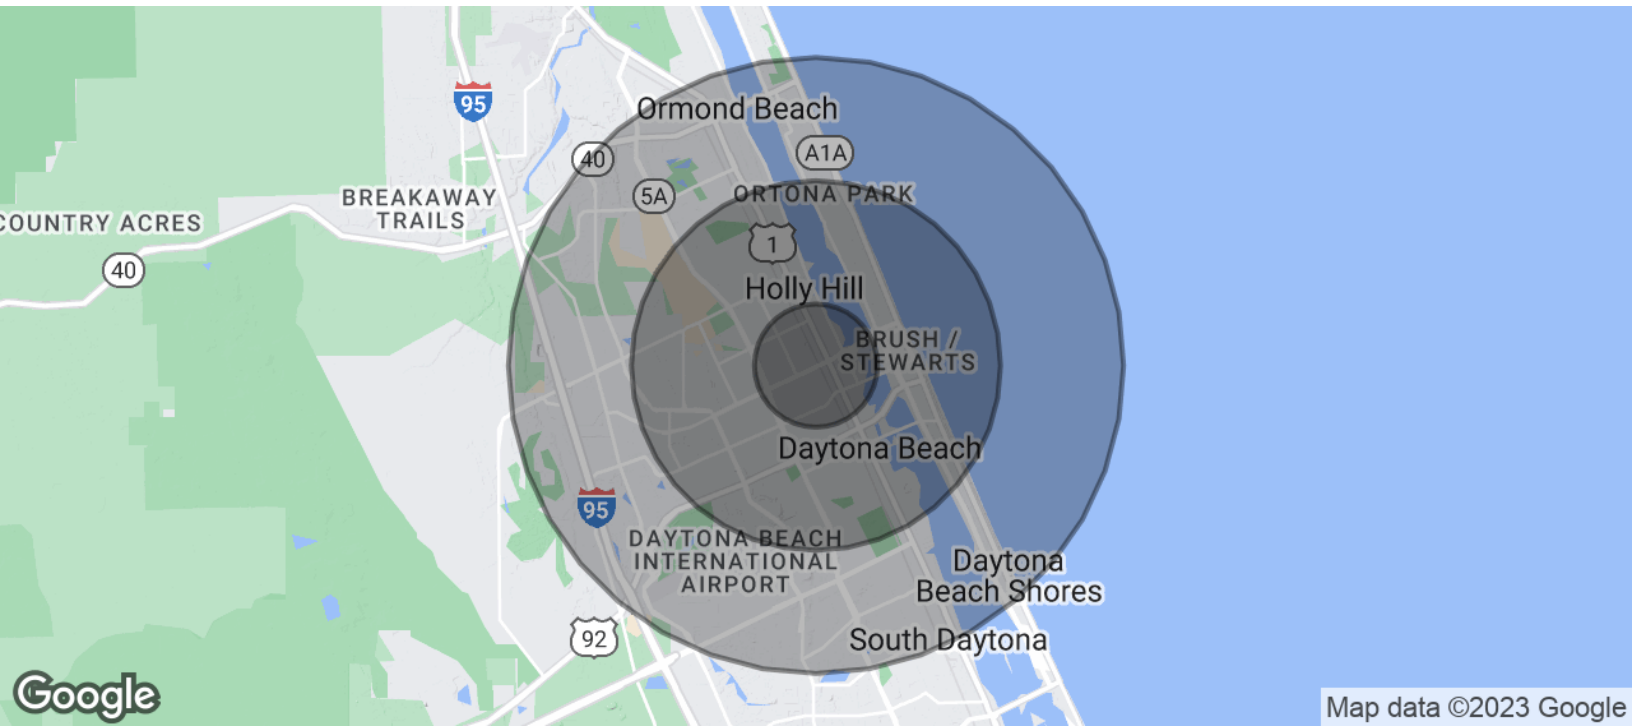 95
Ormond Beach
A1A
40
5A
BREAKAWAY
TRAILS
ORTONA PARK
COUNTRY ACRES
1
40
Holly Hill
BRUSH /
STEWARTS
Daytona Beach
95
DAYTONA BEACH
INTERNATIONAL
AIRPORT
Daytona
Beach Shores
92
South Daytona
Google
Map data ©2023 Google